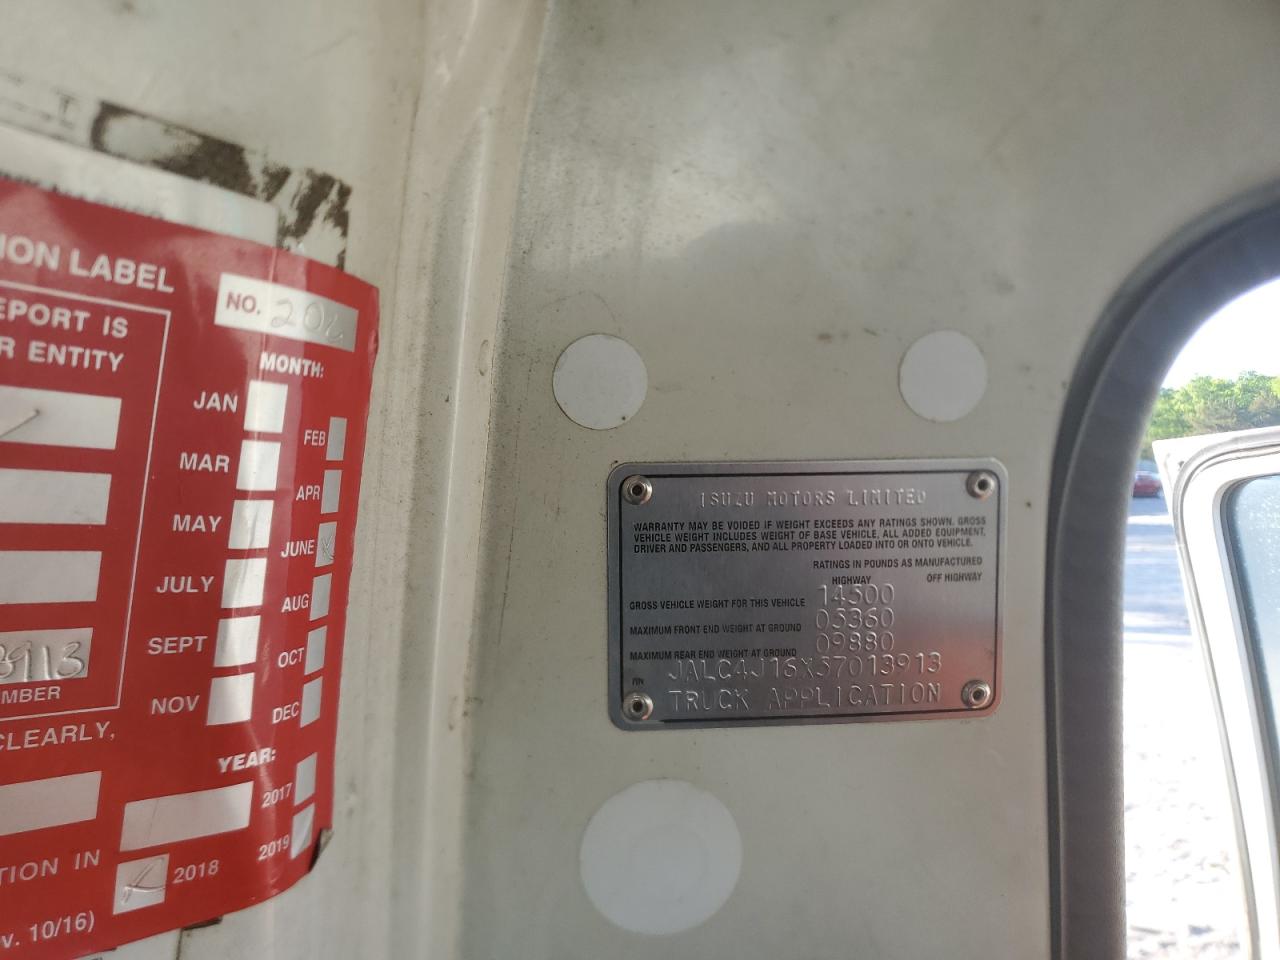 ION LABEL
NO. 202
EPORT IS
R ENTITY
MONTH:
JAN
FEB
MAR
APR
MAY
JUNE
JULY
AUG
SEPT
OCT
NOV
DEC
3913
MBER
CLEARLY,
YEAR:
2017
TION IN
2018
2019
v. 10/16)
ISUZU MOTORS LIMITED
WARRANTY MAY BE VOIDED IF WEIGHT EXCEEDS ANY RATINGS SHOWN. GROSS
VEHICLE WEIGHT INCLUDES WEIGHT OF BASE VEHICLE, ALL ADDED EQUIPMENT,
DRIVER AND PASSENGERS, AND ALL PROPERTY LOADED INTO OR ONTO VEHICLE.
RATINGS IN POUNDS AS MANUFACTURED
HIGHWAY OFF HIGHWAY
GROSS VEHICLE WEIGHT FOR THIS VEHICLE 14500
MAXIMUM FRONT END WEIGHT AT GROUND 05360
MAXIMUM REAR END WEIGHT AT GROUND 09880
VIN JALC4J16X57013913
TRUCK APPLICATION